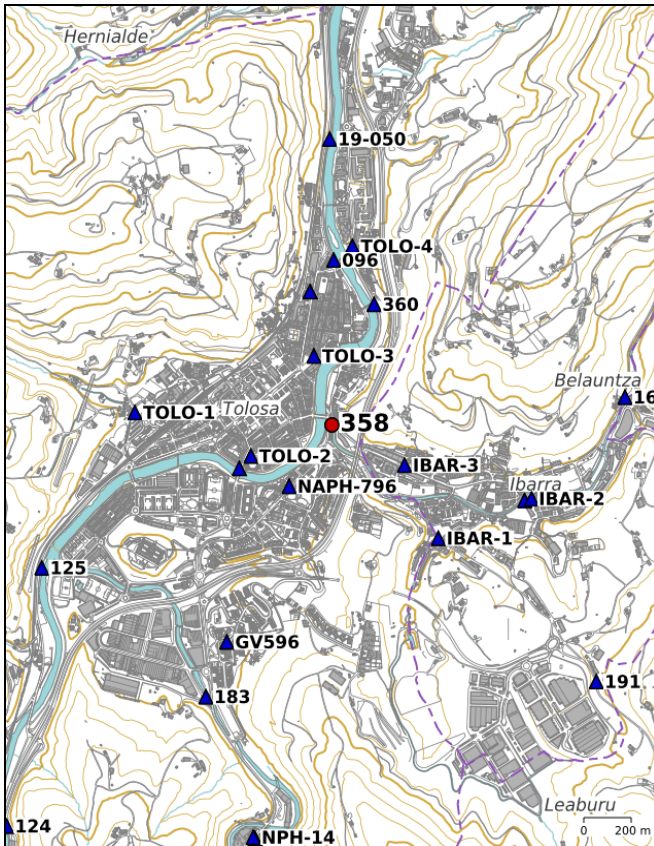 Hernialde
19-050
TOLO-4
096
360
TOLO-3
Belauntza
16
TOLO-1
Tolosa
358
TOLO-2
IBAR-3
NAPH-796
Ibarra
IBAR-2
IBAR-1
125
GV596
191
183
Leaburu
124
NPH-14
0 200 m